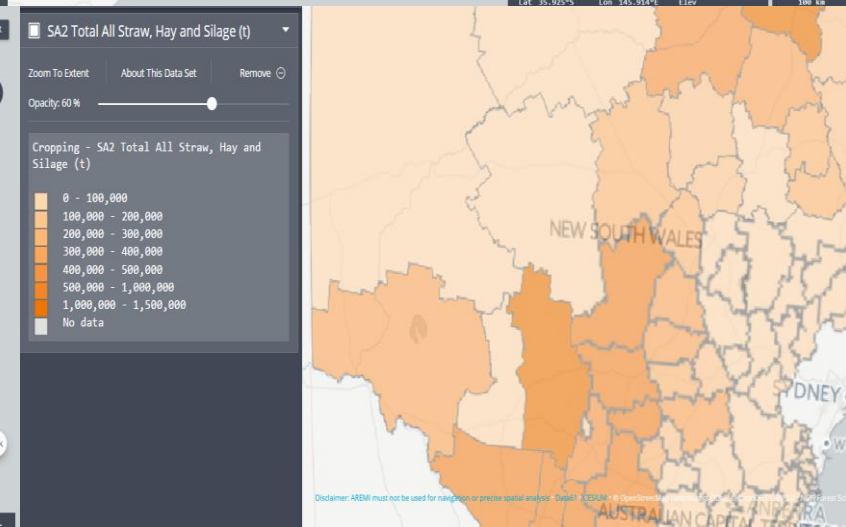 Lat 35.925°S Lon 145.914°E Elev 100 km
SA2 Total All Straw, Hay and Silage (t)
Zoom To Extent About This Data Set Remove
Opacity: 60 %
Cropping - SA2 Total All Straw, Hay and
Silage (t)
0 - 100,000
100,000 - 200,000
200,000 - 300,000
300,000 - 400,000
400,000 - 500,000
500,000 - 1,000,000
1,000,000 - 1,500,000
No data
NEW SOUTH WALES
YDNEY
W
Disclaimer: AREMI must not be used for navigation or precise spatial analysis Data61 CESIUM © OpenStreetMap
AUSTRALIAN